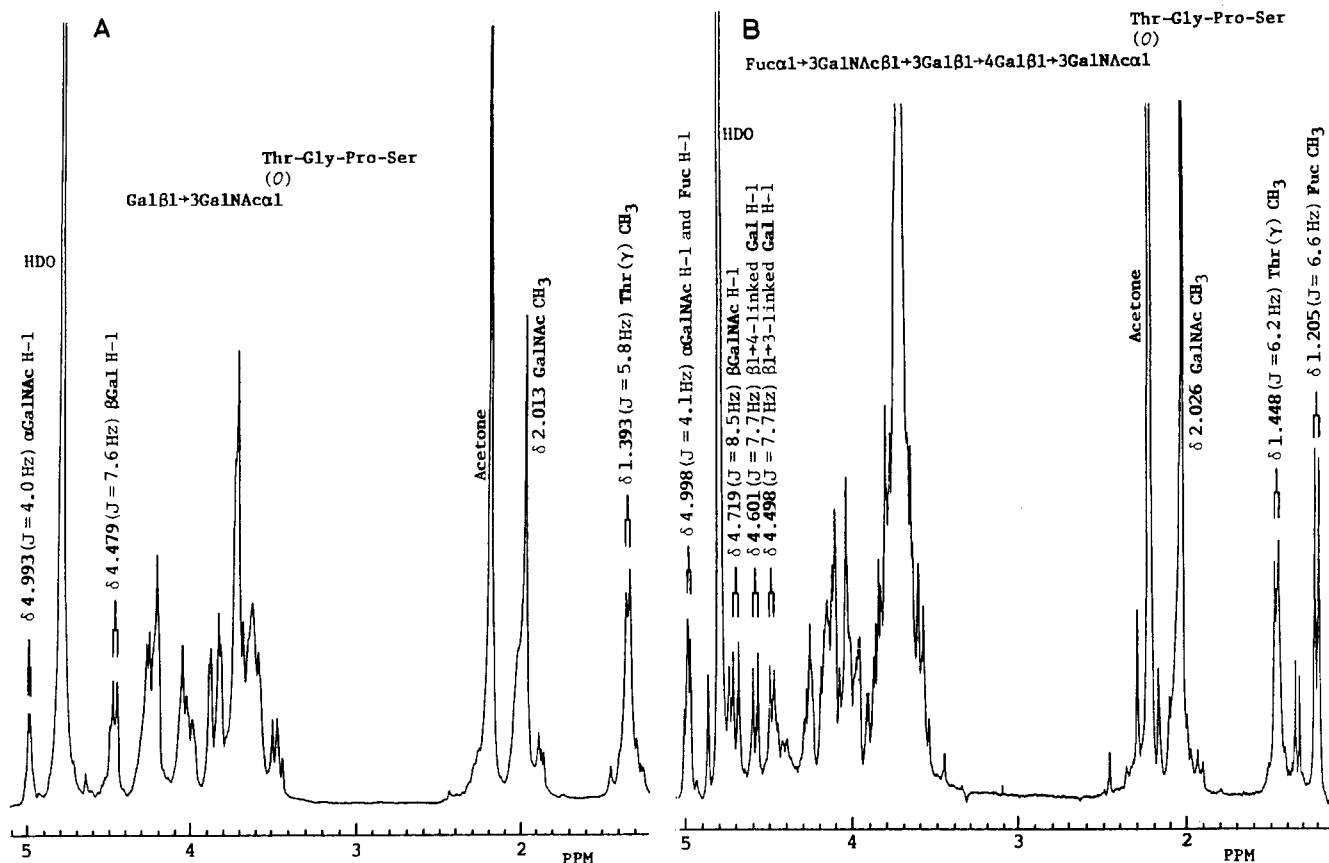 A
Thr-Gly-Pro-Ser
(O)
Galβ1→3GalNAcα1
HDO
δ 4.993 (J = 4.0 Hz) αGalNAc H-1
δ 4.479 (J = 7.6 Hz) βGal H-1
Acetone
δ 2.013 GalNAc CH3
δ 1.393 (J = 5.8 Hz) Thr(γ) CH3
5
4
3
2
PPM
B
Thr-Gly-Pro-Ser
(O)
Fucα1→3GalNAcβ1→3Galβ1→4Galβ1→3GalNAcα1
HDO
δ 4.998 (J = 4.1 Hz) αGalNAc H-1 and Fuc H-1
δ 4.719 (J = 8.5 Hz) βGalNAc H-1
δ 4.601 (J = 7.7 Hz) β1→4-linked Gal H-1
δ 4.498 (J = 7.7 Hz) β1→3-linked Gal H-1
Acetone
δ 2.026 GalNAc CH3
δ 1.448 (J = 6.2 Hz) Thr(γ) CH3
δ 1.205 (J = 6.6 Hz) Fuc CH3
5
4
3
2
PPM